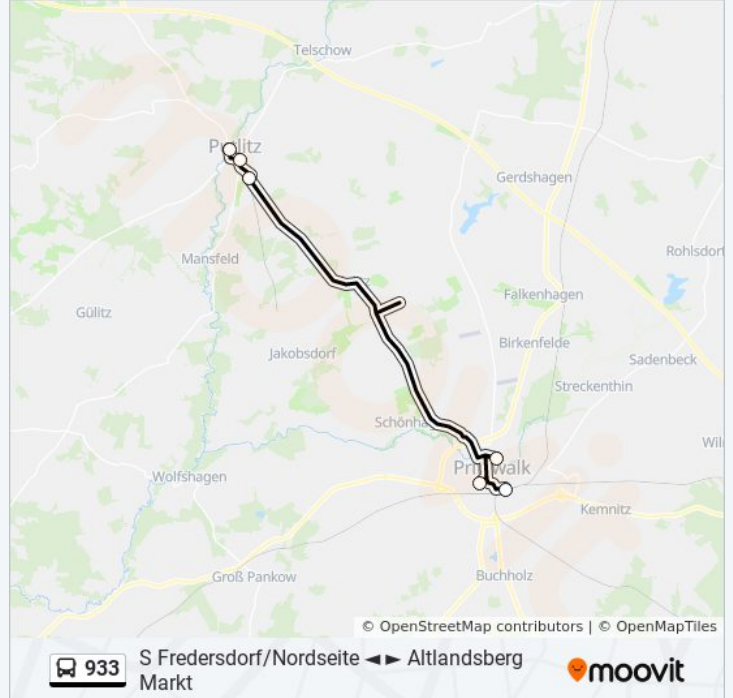 Telschow
Gerdshagen
Mansfeld
Rohlsdorf
Falkenhagen
Gülitz
Birkenfelde
Jakobsdorf
Sadenbeck
Streckenthin
Wolfshagen
Kemnitz
Groß Pankow
Buchholz
© OpenStreetMap contributors | © OpenMapTiles
933
S Fredersdorf/Nordseite ◄ ► Altlandsberg
Markt
moovit